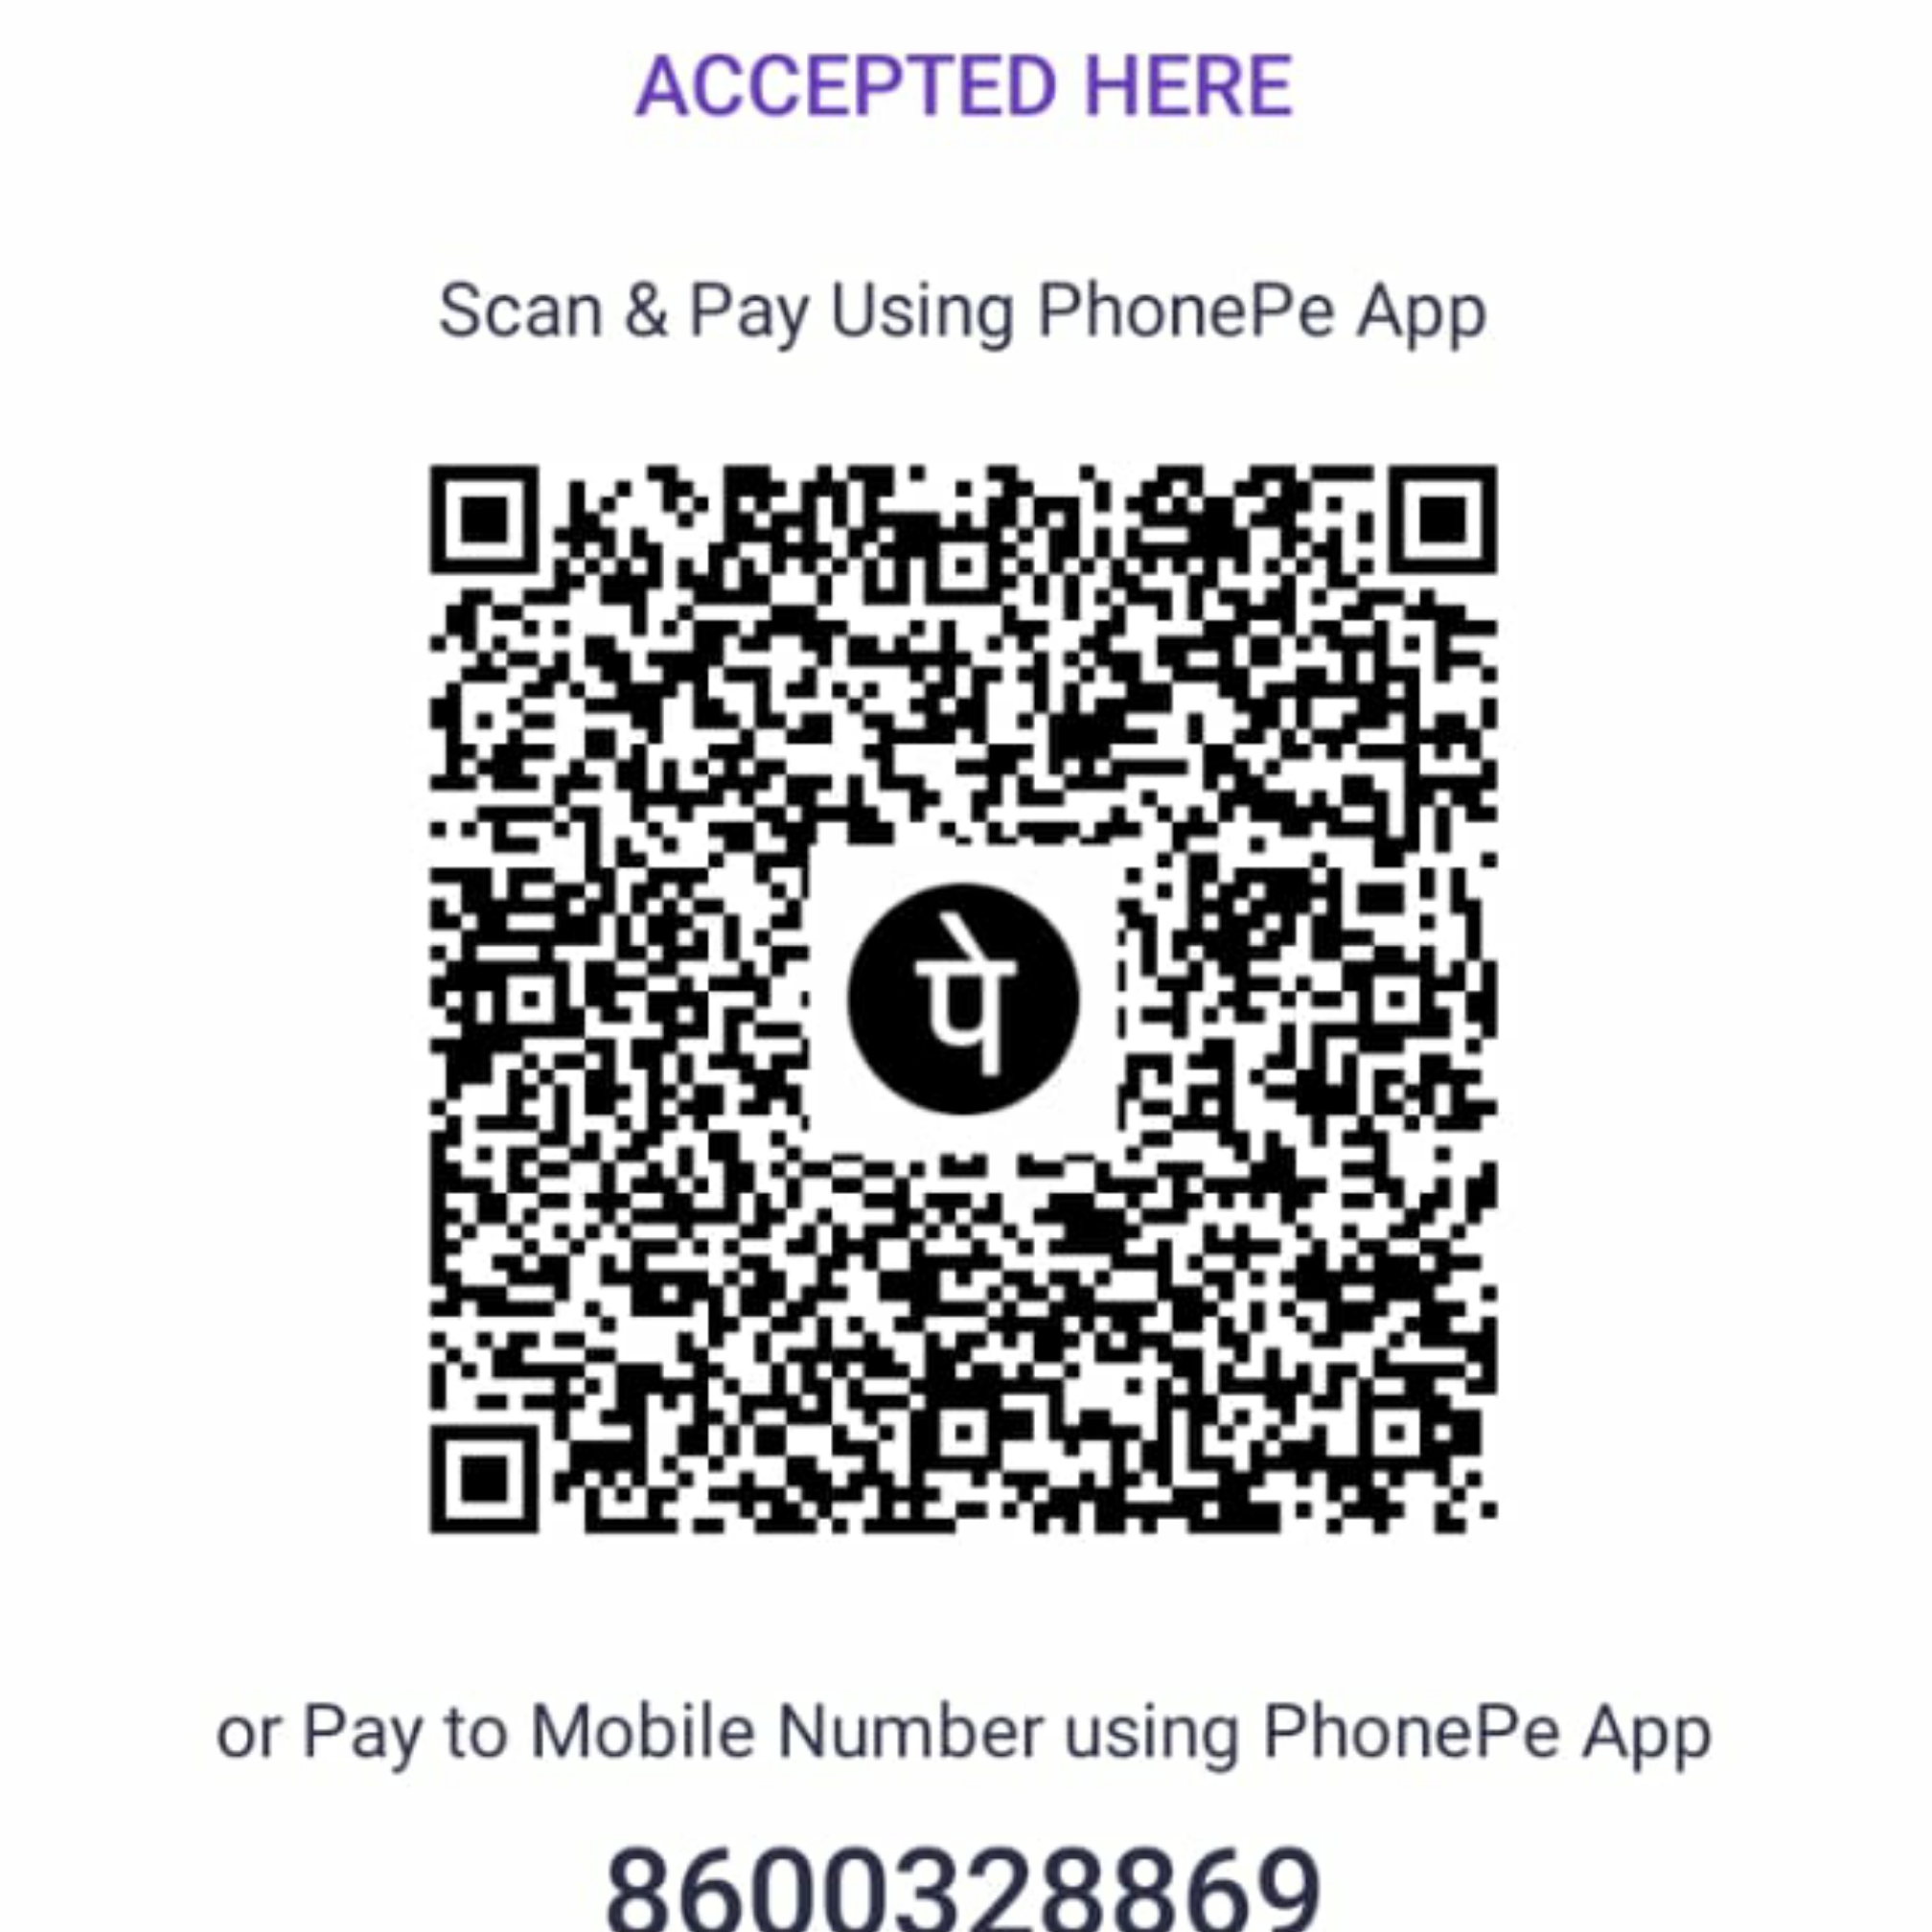 ACCEPTED HERE
Scan & Pay Using PhonePe App
पे
or Pay to Mobile Number using PhonePe App
8600328869